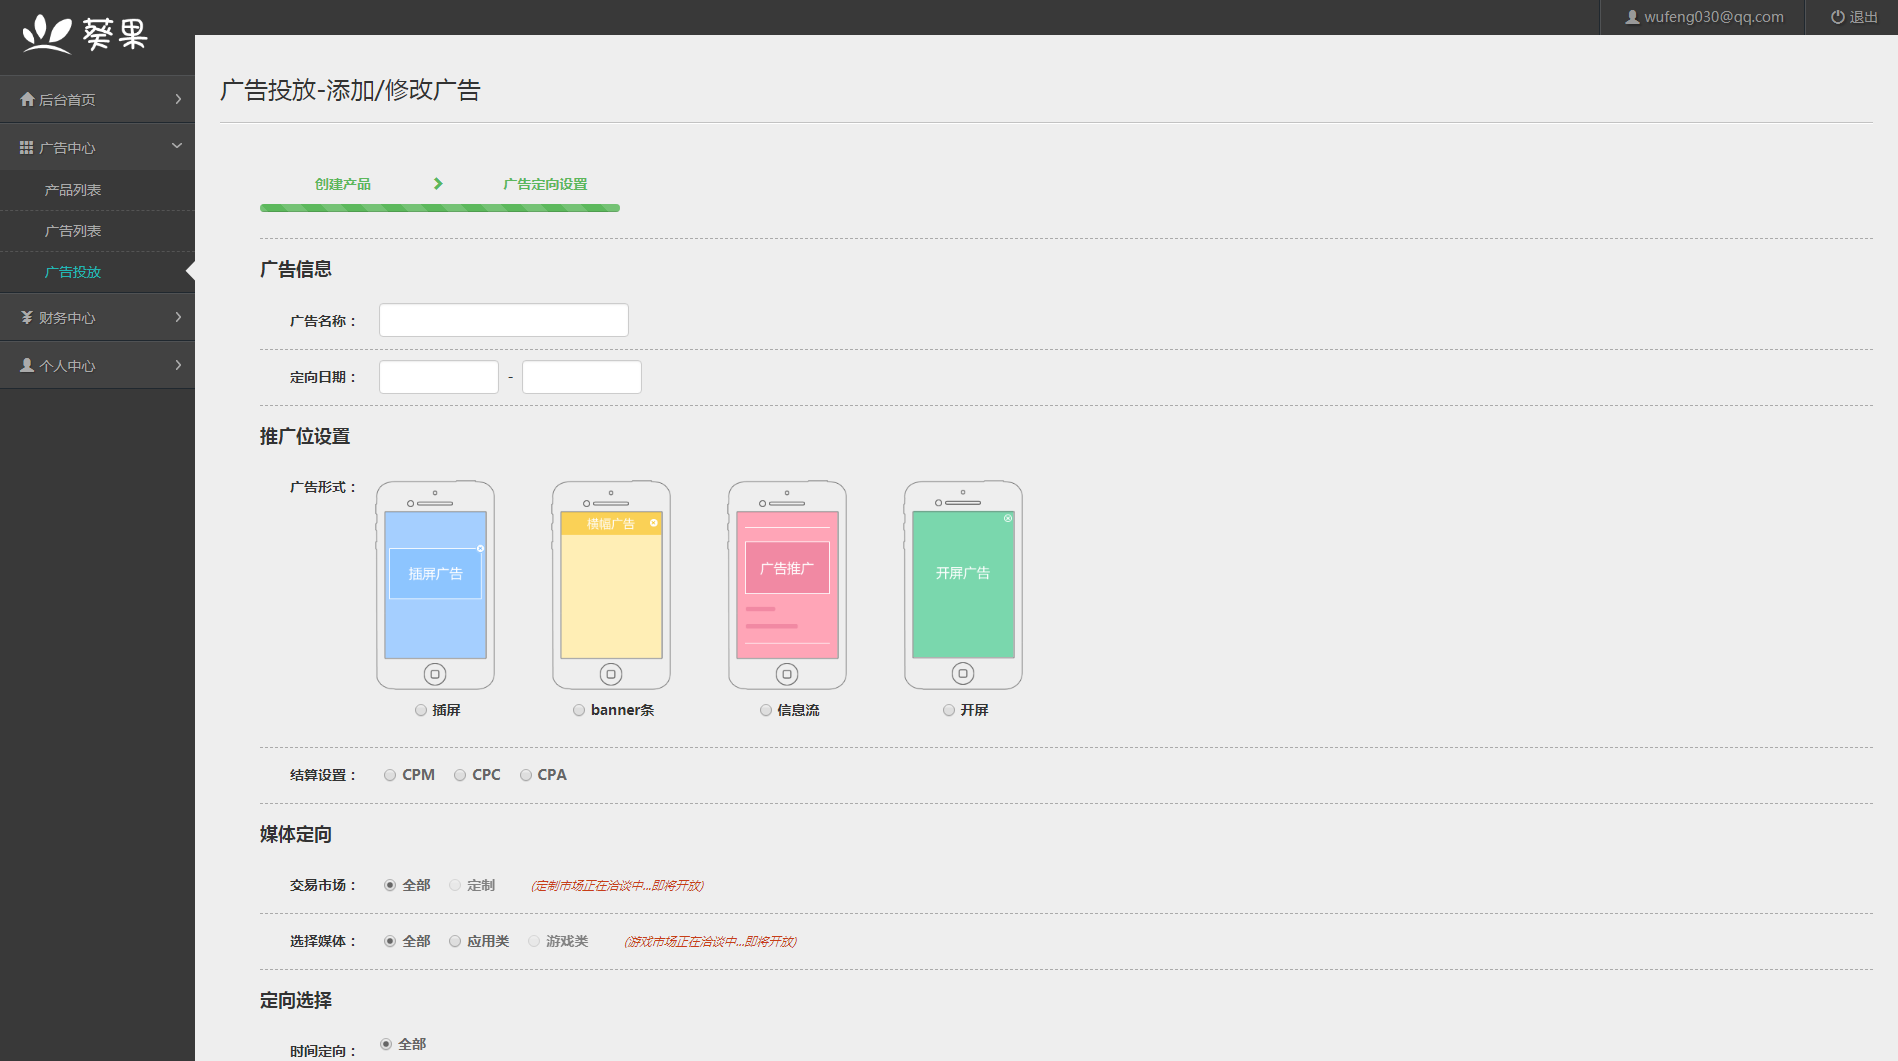 葵果
wufeng030@qq.com
退出
后台首页
广告中心
产品列表
广告列表
广告投放
财务中心
个人中心
广告投放-添加/修改广告
创建产品
广告定向设置
广告信息
广告名称：
定向日期：
-
推广位设置
广告形式：
插屏广告
横幅广告
广告推广
开屏广告
插屏
banner条
信息流
开屏
结算设置：
CPM CPC CPA
媒体定向
交易市场：
全部 定制 (定制市场正在洽谈中...即将开放)
选择媒体：
全部 应用类 游戏类 (游戏市场正在洽谈中...即将开放)
定向选择
时间定向：
全部